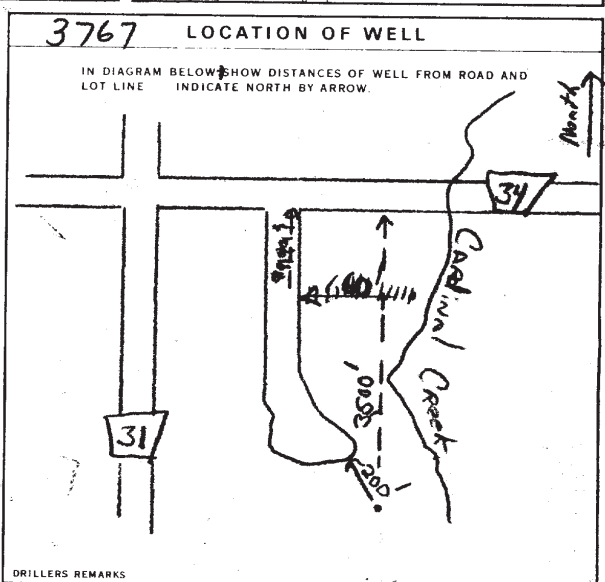 3767 LOCATION OF WELL
IN DIAGRAM BELOW SHOW DISTANCES OF WELL FROM ROAD AND
LOT LINE INDICATE NORTH BY ARROW.
North
34
Cardinal Creek
3500'
31
200'
DRILLERS REMARKS